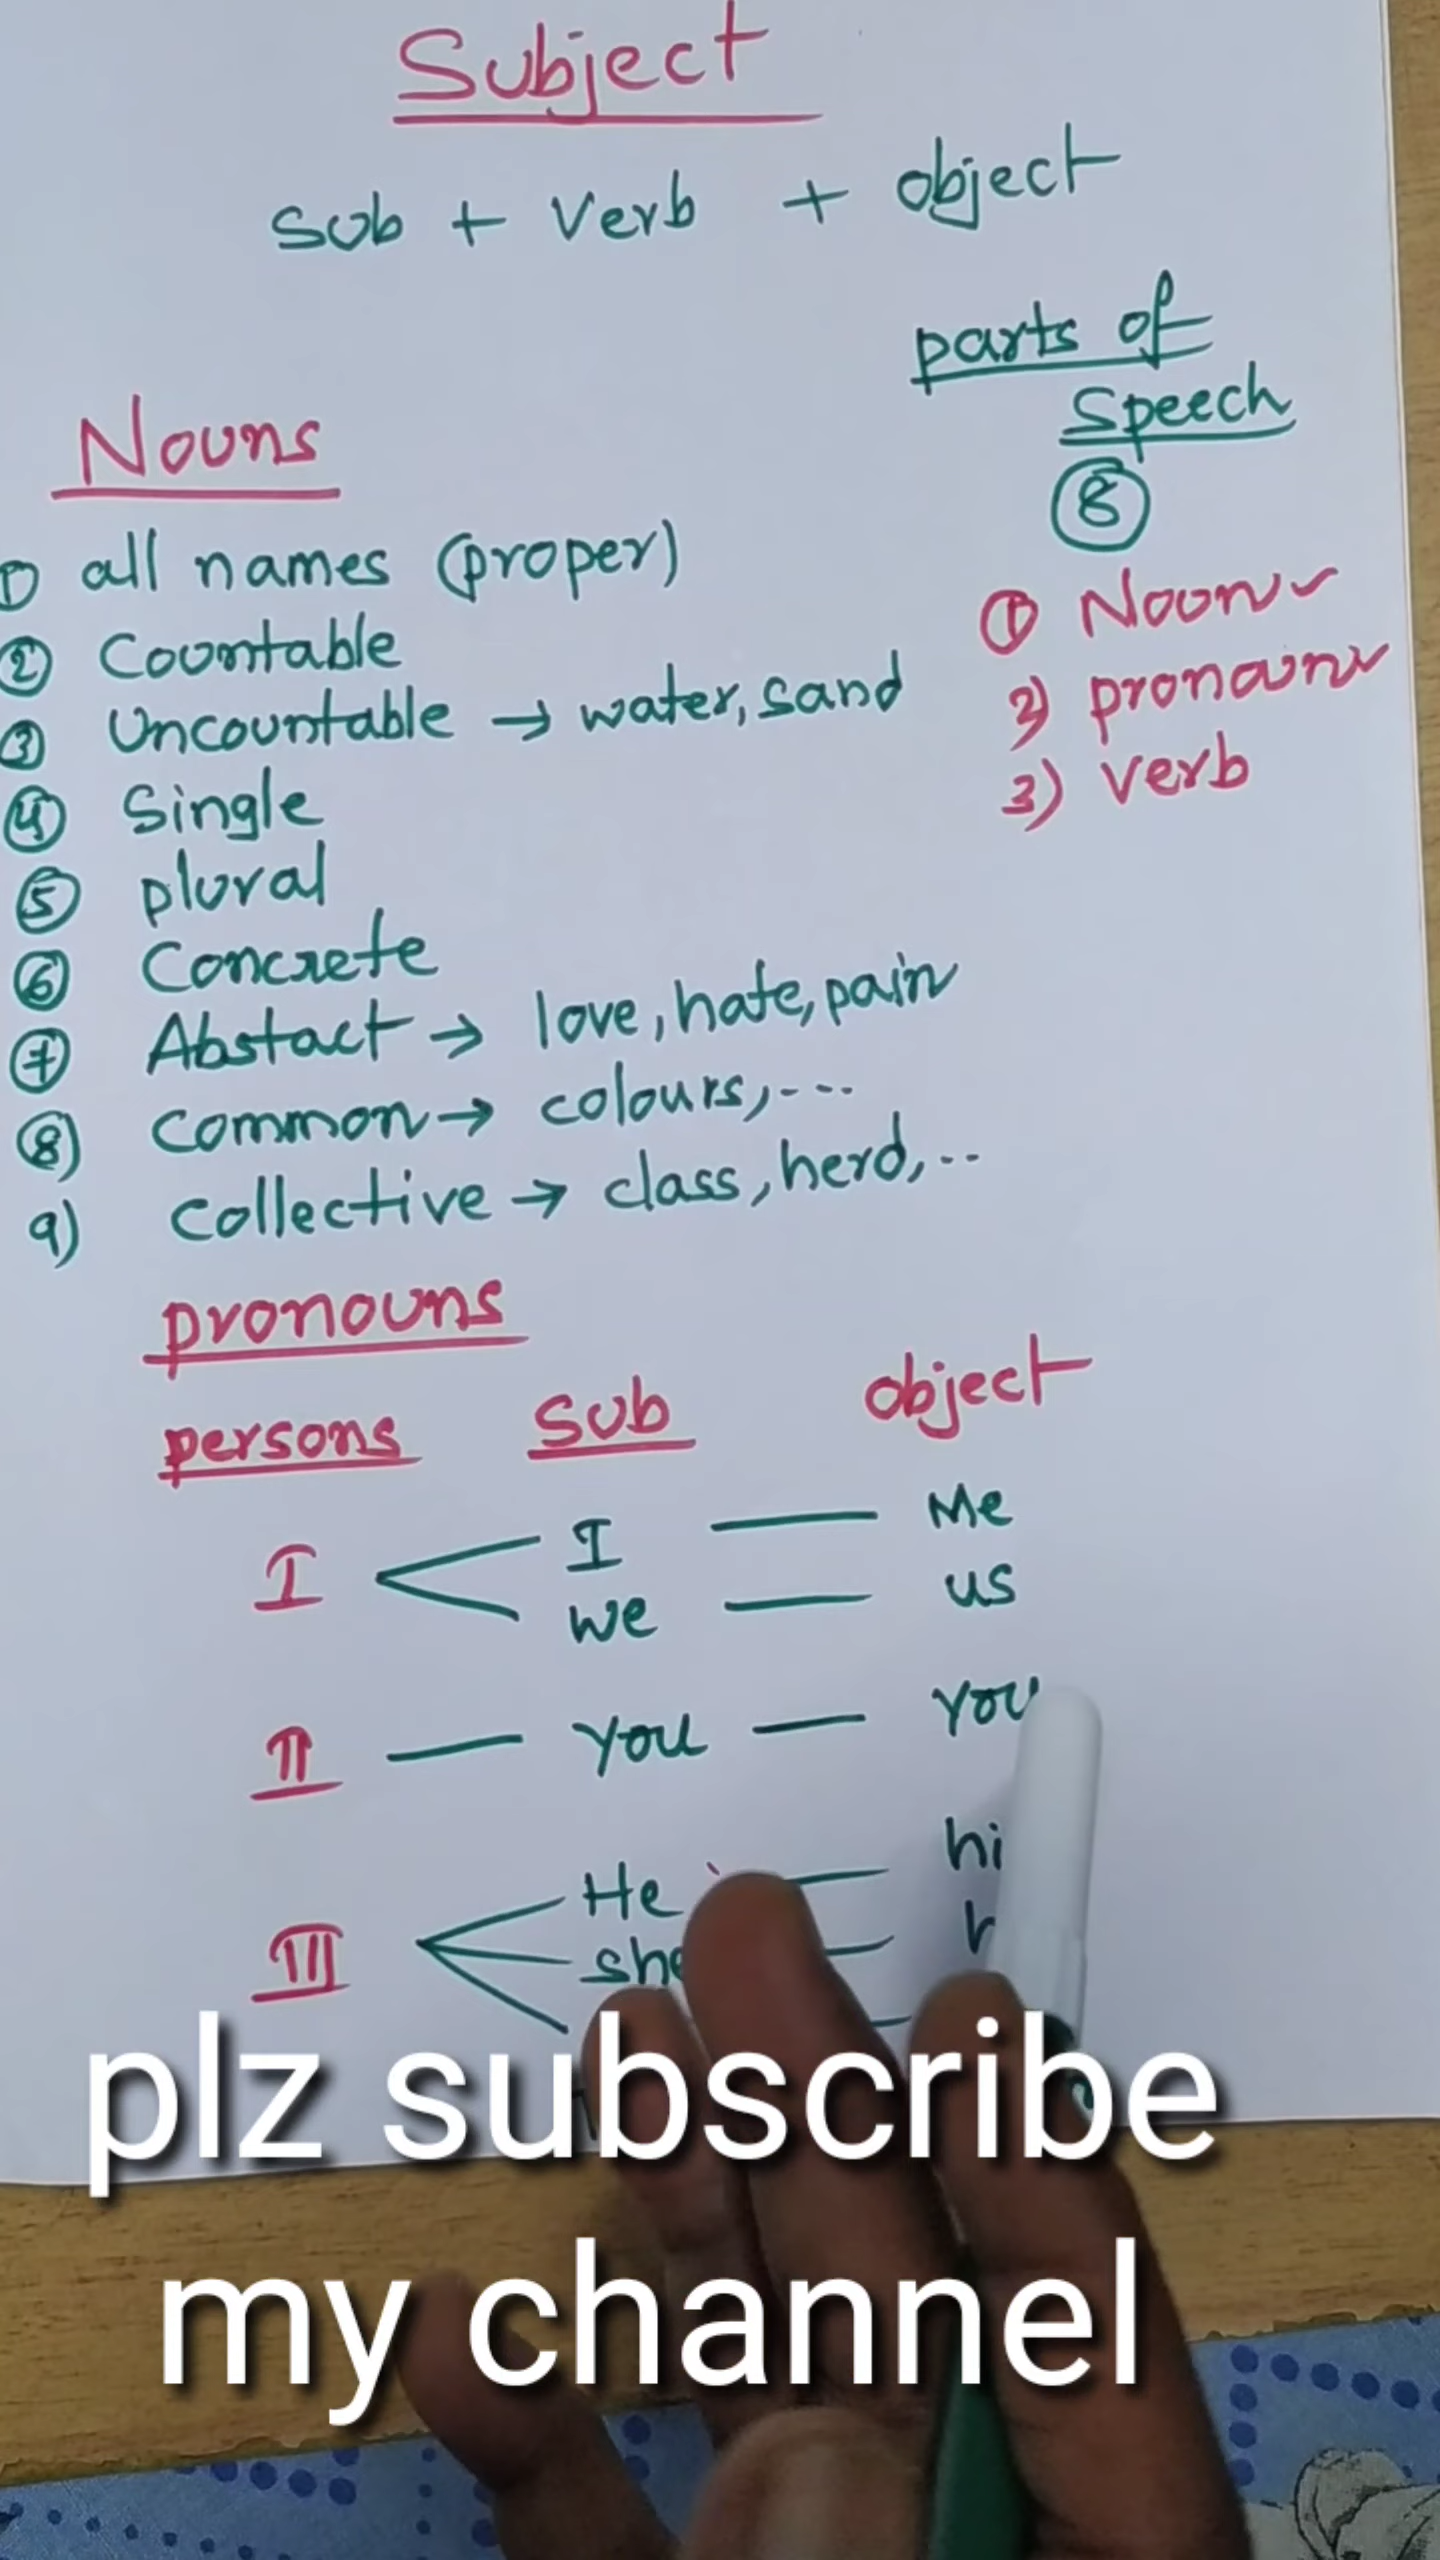 Subject
Sub + Verb + object
parts of
Speech
8
1) Noun
2) pronoun
3) verb
Nouns
1) all names (proper)
2) Countable
3) Uncountable → water, sand
4) Single
5) plural
6) Concrete
7) Abstact → love, hate, pain
8) Common → colours, ...
9) Collective → class, herd, ..
pronouns
persons Sub object
I I Me
we us
II you you
III He
she
plz subscribe
my channel